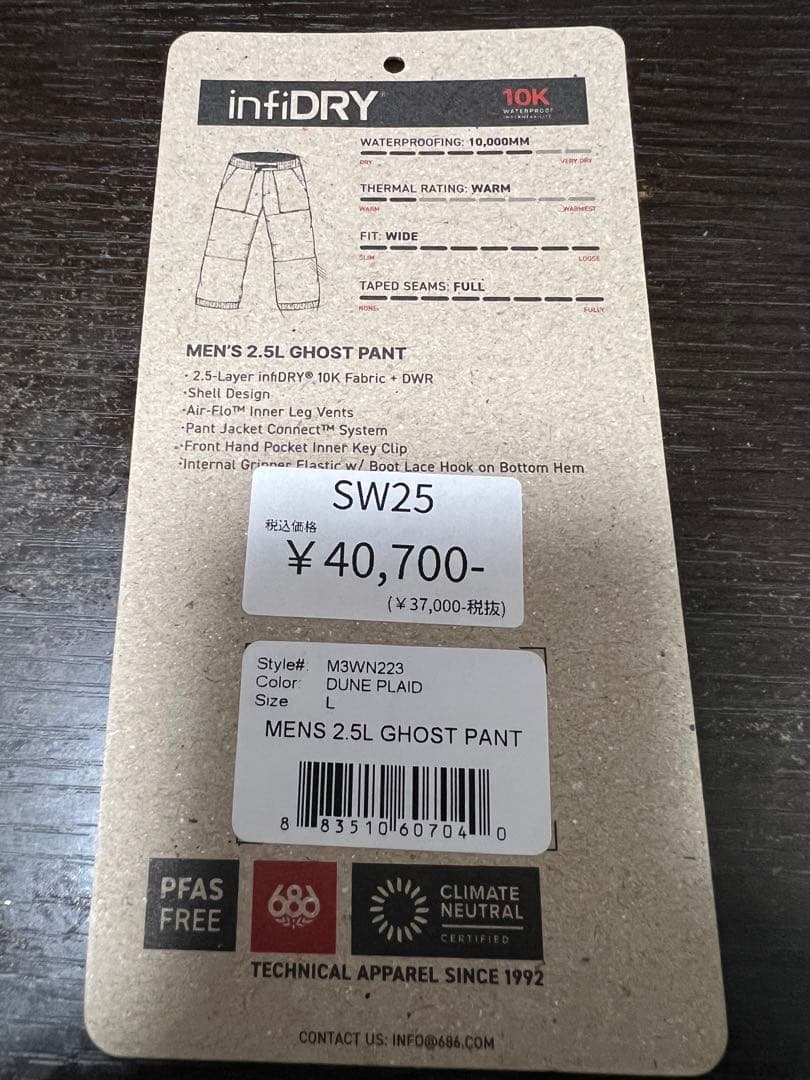 infiDRY
10K
WATERPROOF
WATERPROOFING: 10,000MM
DRY VERY DRY
THERMAL RATING: WARM
WARM WARMEST
FIT: WIDE
SLIM LOOSE
TAPED SEAMS: FULL
NONE FULLY
MEN'S 2.5L GHOST PANT
· 2.5-Layer infiDRY® 10K Fabric + DWR
·Shell Design
·Air-Flo™ Inner Leg Vents
·Pant Jacket Connect™ System
·Front Hand Pocket Inner Key Clip
·Internal Gripper Elastic w/ Boot Lace Hook on Bottom Hem
SW25
税込価格
¥40,700-
(¥37,000-税抜)
Style#: M3WN223
Color: DUNE PLAID
Size L
MENS 2.5L GHOST PANT
8 83510 60704 0
PFAS
FREE
686
CLIMATE
NEUTRAL
CERTIFIED
TECHNICAL APPAREL SINCE 1992
CONTACT US: INFO@686.COM